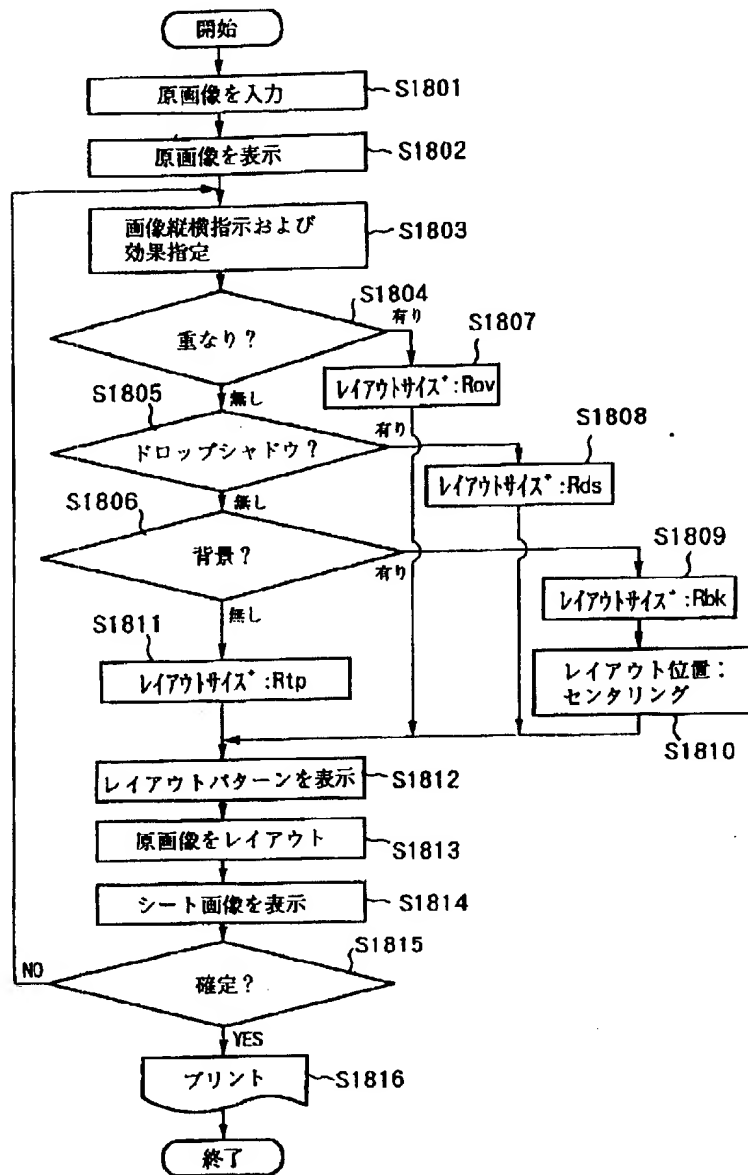 開始
原画像を入力
S1801
原画像を表示
S1802
画像縦横指示および
効果指定
S1803
S1804
重なり?
有り
無し
S1807
レイアウトサイズ:Rov
S1805
ドロップシャドウ?
有り
無し
S1808
レイアウトサイズ:Rds
S1806
背景?
有り
無し
S1809
レイアウトサイズ:Rbk
レイアウト位置:
センタリング
S1810
S1811
レイアウトサイズ:Rtp
レイアウトパターンを表示
S1812
原画像をレイアウト
S1813
シート画像を表示
S1814
S1815
確定?
NO
YES
プリント
S1816
終了